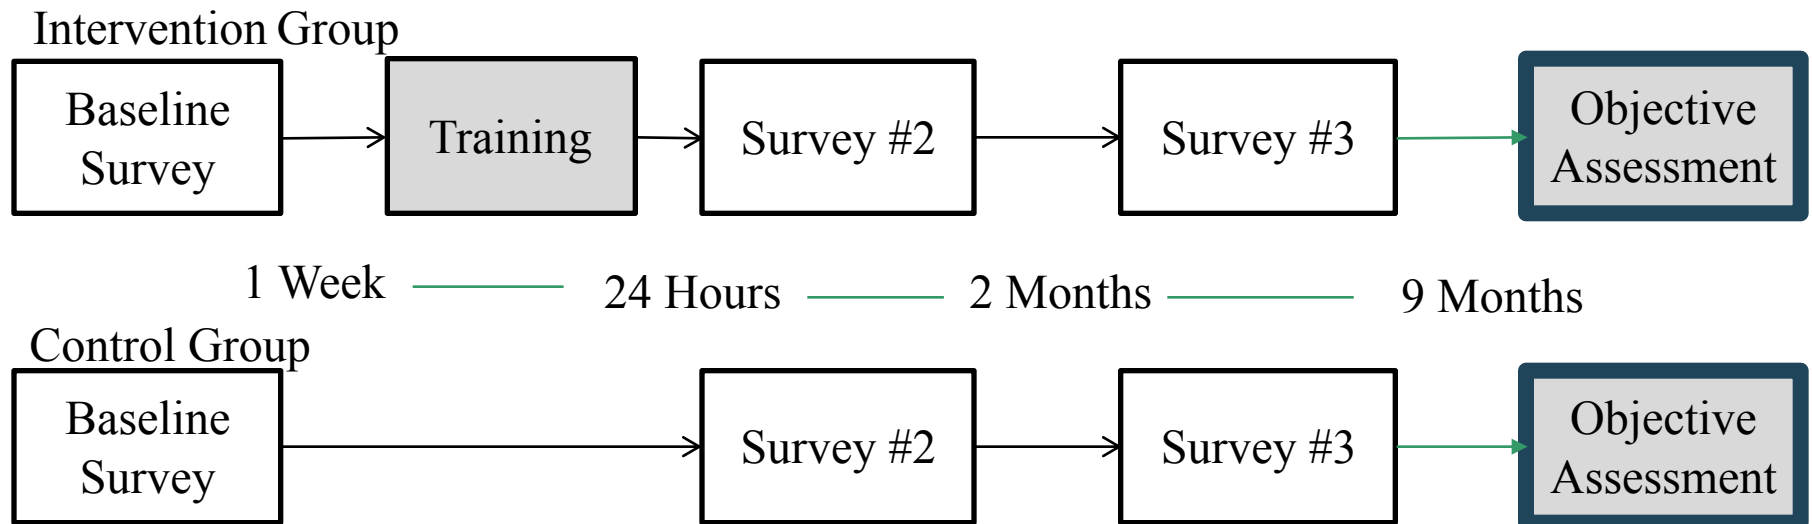 Intervention Group
Baseline
Survey
Training
Survey #2
Survey #3
Objective
Assessment
1 Week
24 Hours
2 Months
9 Months
Control Group
Baseline
Survey
Survey #2
Survey #3
Objective
Assessment